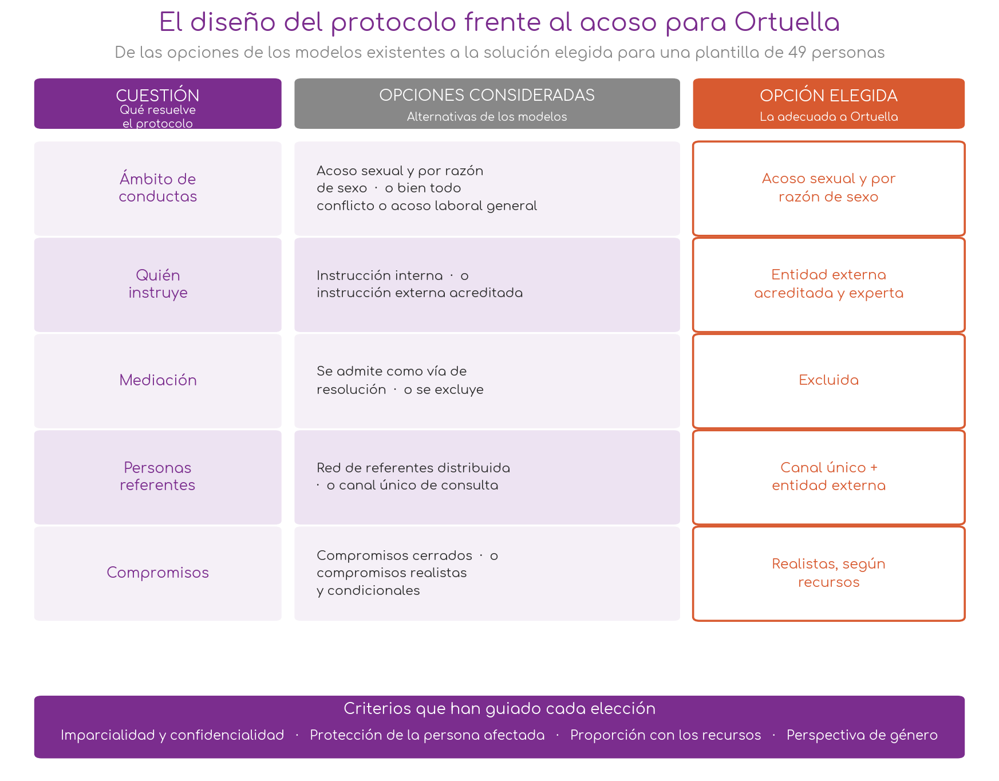 El diseño del protocolo frente al acoso para Ortuella
De las opciones de los modelos existentes a la solución elegida para una plantilla de 49 personas
CUESTIÓN
Qué resuelve
el protocolo
OPCIONES CONSIDERADAS
Alternativas de los modelos
OPCIÓN ELEGIDA
La adecuada a Ortuella
Ámbito de
conductas
Acoso sexual y por razón
de sexo · o bien todo
conflicto o acoso laboral general
Acoso sexual y por
razón de sexo
Quién
instruye
Instrucción interna · o
instrucción externa acreditada
Entidad externa
acreditada y experta
Mediación
Se admite como vía de
resolución · o se excluye
Excluida
Personas
referentes
Red de referentes distribuida
· o canal único de consulta
Canal único +
entidad externa
Compromisos
Compromisos cerrados · o
compromisos realistas
y condicionales
Realistas, según
recursos
Criterios que han guiado cada elección
Imparcialidad y confidencialidad · Protección de la persona afectada · Proporción con los recursos · Perspectiva de género